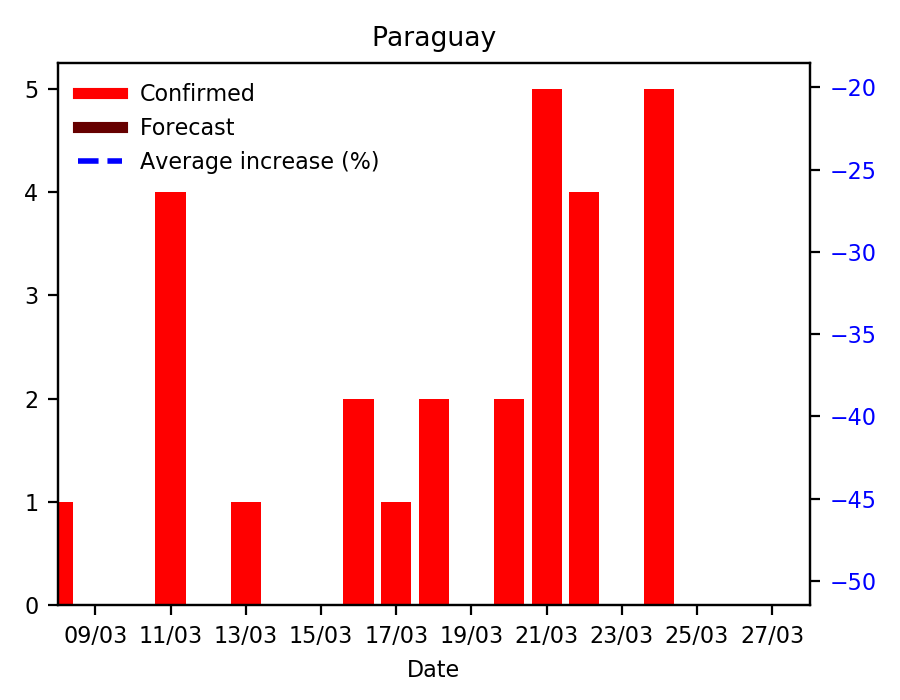 Paraguay
Confirmed
Forecast
Average increase (%)
5
4
3
2
1
0
−20
−25
−30
−35
−40
−45
−50
09/03 11/03 13/03 15/03 17/03 19/03 21/03 23/03 25/03 27/03
Date